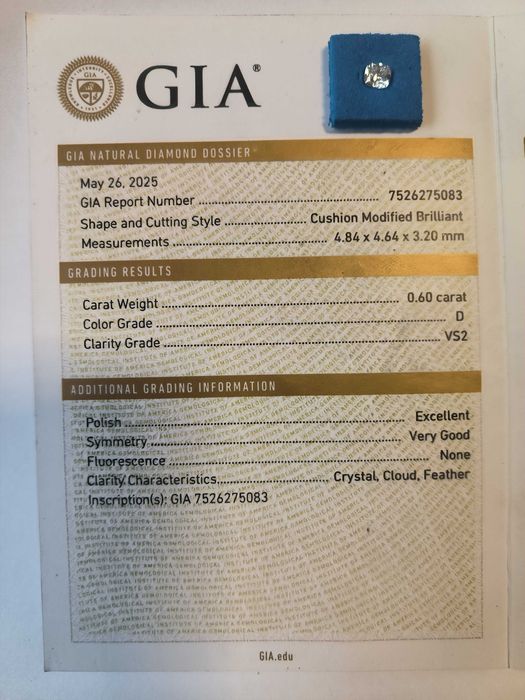 GIA®
GIA NATURAL DIAMOND DOSSIER
May 26, 2025
GIA Report Number 7526275083
Shape and Cutting Style Cushion Modified Brilliant
Measurements 4.84 x 4.64 x 3.20 mm
GRADING RESULTS
Carat Weight 0.60 carat
Color Grade D
Clarity Grade VS2
ADDITIONAL GRADING INFORMATION
Polish Excellent
Symmetry Very Good
Fluorescence None
Clarity Characteristics Crystal, Cloud, Feather
Inscription(s): GIA 7526275083
GIA.edu